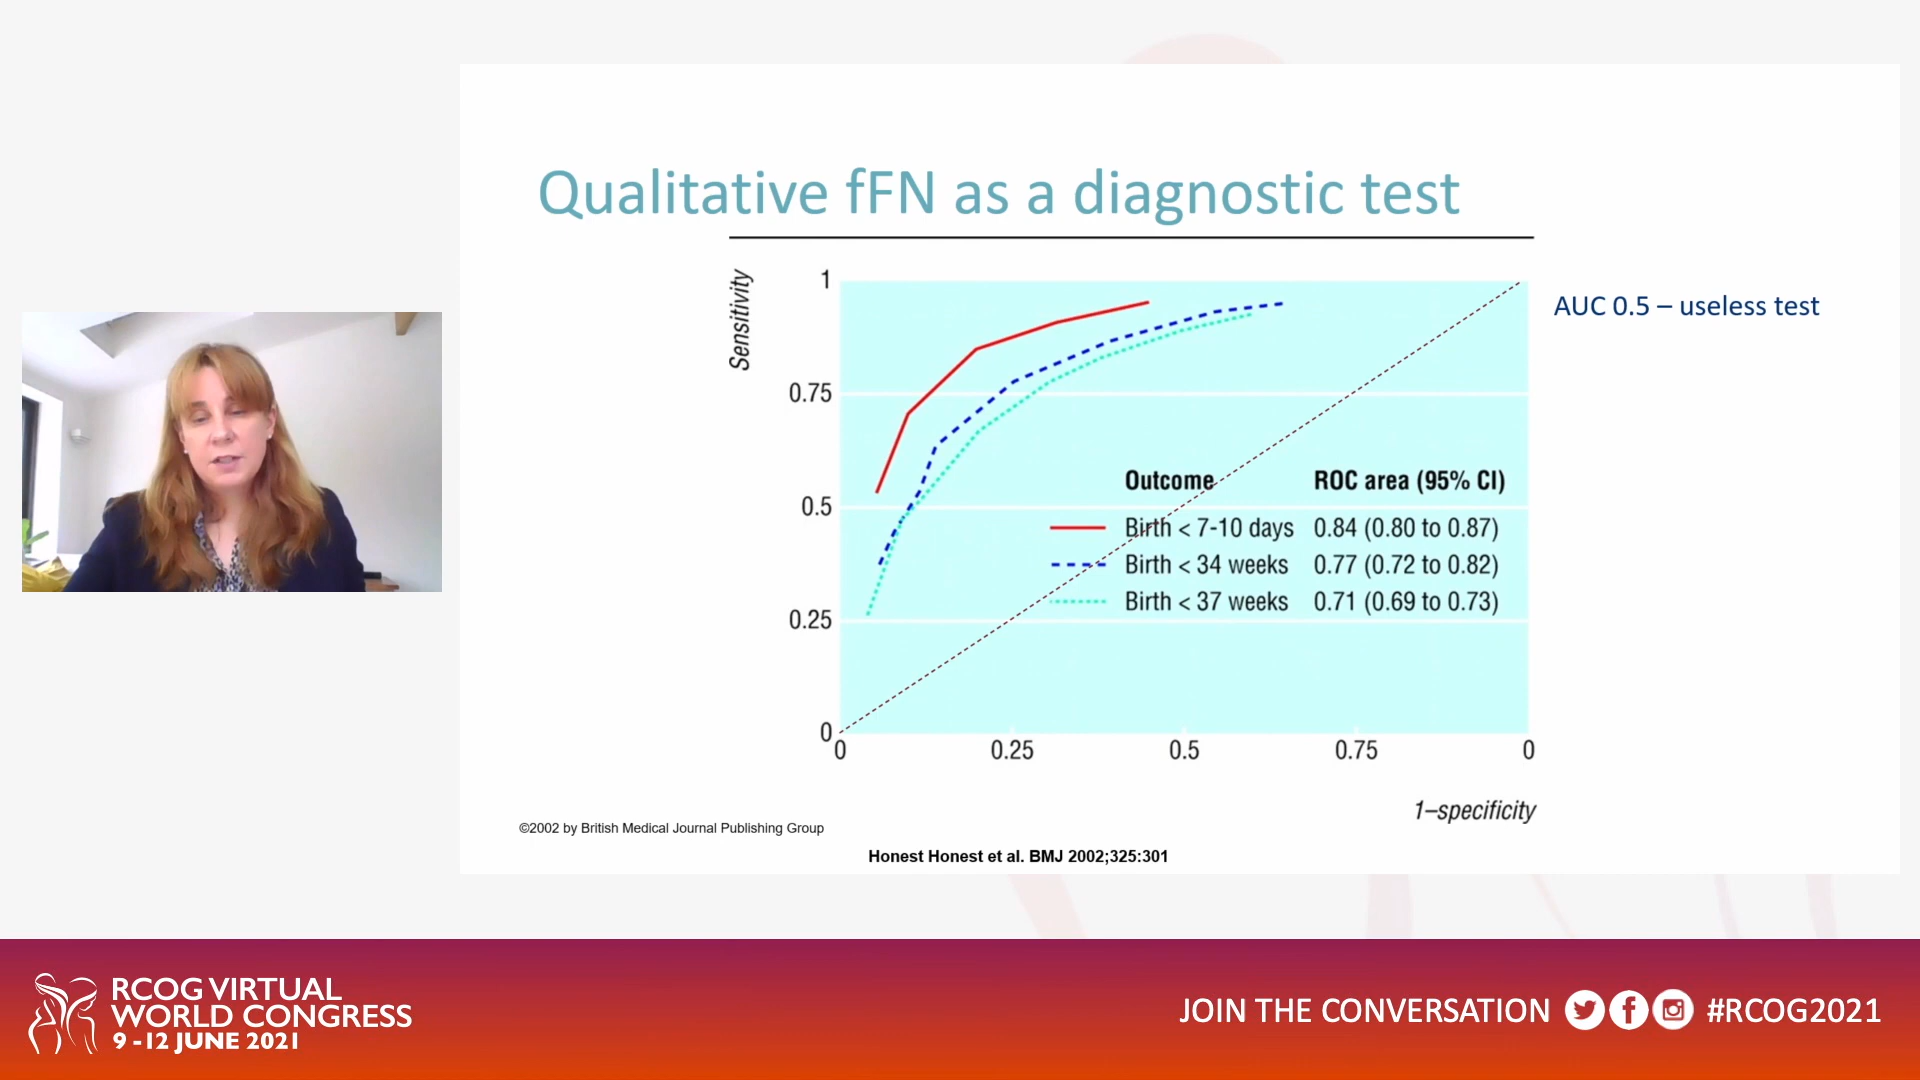 Qualitative fFN as a diagnostic test
Sensitivity
1
0.75
0.5
0.25
0
0 0.25 0.5 0.75 0
1–specificity
AUC 0.5 – useless test
Outcome ROC area (95% CI)
Birth < 7-10 days 0.84 (0.80 to 0.87)
Birth < 34 weeks 0.77 (0.72 to 0.82)
Birth < 37 weeks 0.71 (0.69 to 0.73)
©2002 by British Medical Journal Publishing Group
Honest Honest et al. BMJ 2002;325:301
RCOG VIRTUAL
WORLD CONGRESS
9 - 12 JUNE 2021
JOIN THE CONVERSATION #RCOG2021